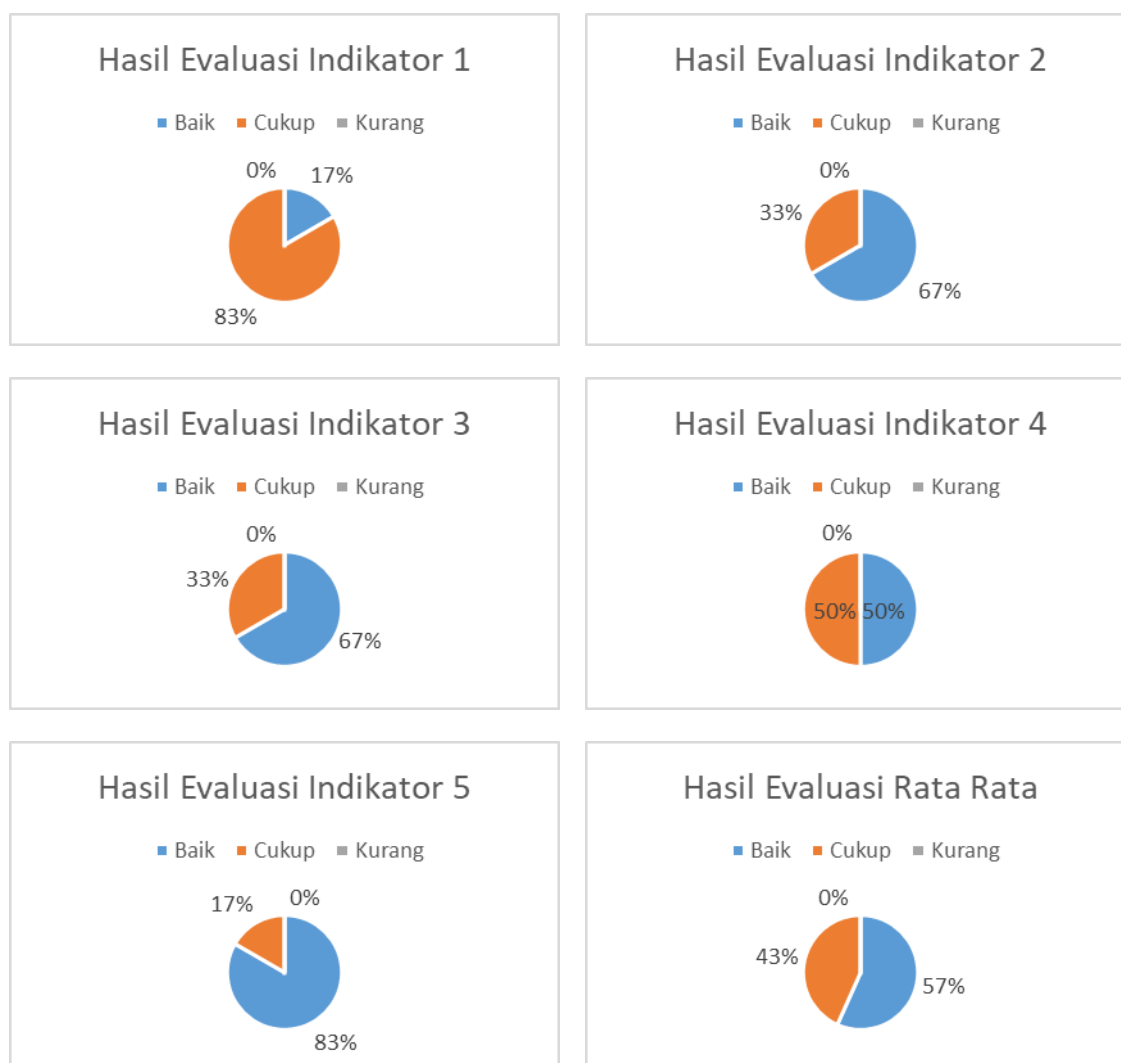 Hasil Evaluasi Indikator 1
Baik Cukup Kurang
0%
17%
83%
Hasil Evaluasi Indikator 2
Baik Cukup Kurang
0%
33%
67%
Hasil Evaluasi Indikator 3
Baik Cukup Kurang
0%
33%
67%
Hasil Evaluasi Indikator 4
Baik Cukup Kurang
0%
50% 50%
Hasil Evaluasi Indikator 5
Baik Cukup Kurang
17% 0%
83%
Hasil Evaluasi Rata Rata
Baik Cukup Kurang
0%
43%
57%